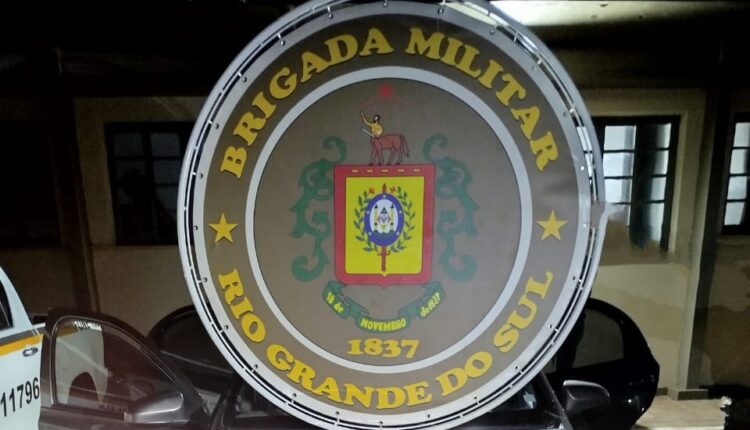 BRIGADA MILITAR
18 de NOVEMBRO de 1837
1837
RIO GRANDE DO SUL
11796